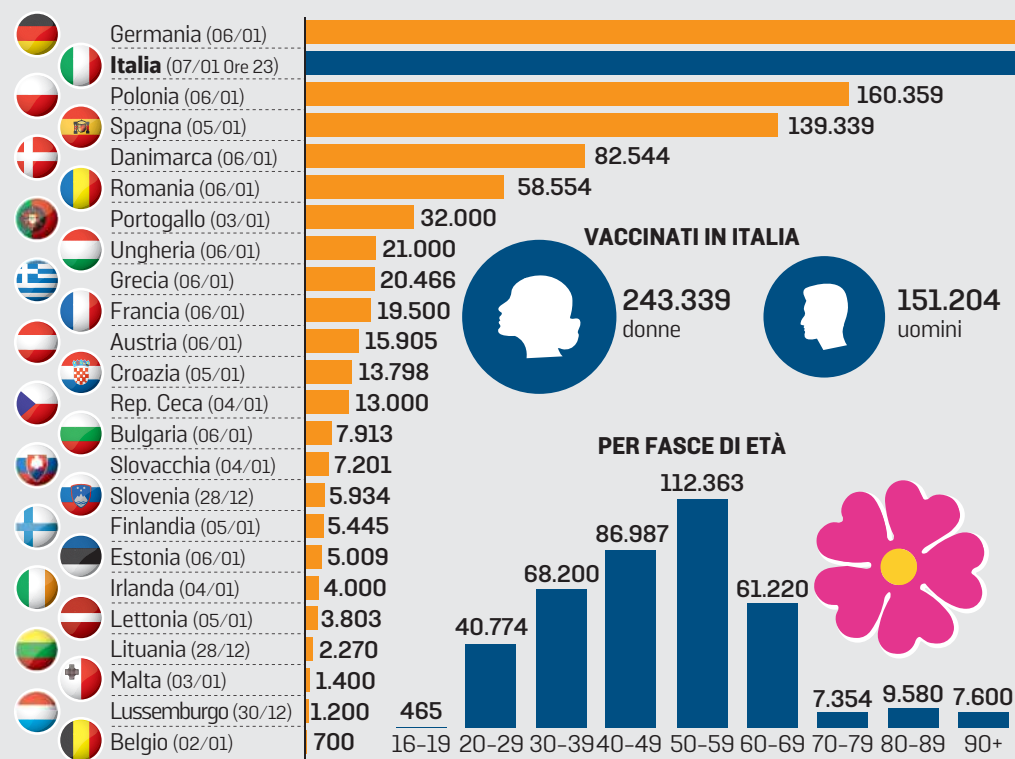 Germania (06/01)
Italia (07/01 Ore 23)
Polonia (06/01) 160.359
Spagna (05/01) 139.339
Danimarca (06/01) 82.544
Romania (06/01) 58.554
Portogallo (03/01) 32.000
Ungheria (06/01) 21.000
Grecia (06/01) 20.466
Francia (06/01) 19.500
Austria (06/01) 15.905
Croazia (05/01) 13.798
Rep. Ceca (04/01) 13.000
Bulgaria (06/01) 7.913
Slovacchia (04/01) 7.201
Slovenia (28/12) 5.934
Finlandia (05/01) 5.445
Estonia (06/01) 5.009
Irlanda (04/01) 4.000
Lettonia (05/01) 3.803
Lituania (28/12) 2.270
Malta (03/01) 1.400
Lussemburgo (30/12) 1.200
Belgio (02/01) 700
VACCINATI IN ITALIA
243.339
donne
151.204
uomini
PER FASCE DI ETÀ
465 40.774 68.200 86.987 112.363 61.220 7.354 9.580 7.600
16-19 20-29 30-39 40-49 50-59 60-69 70-79 80-89 90+